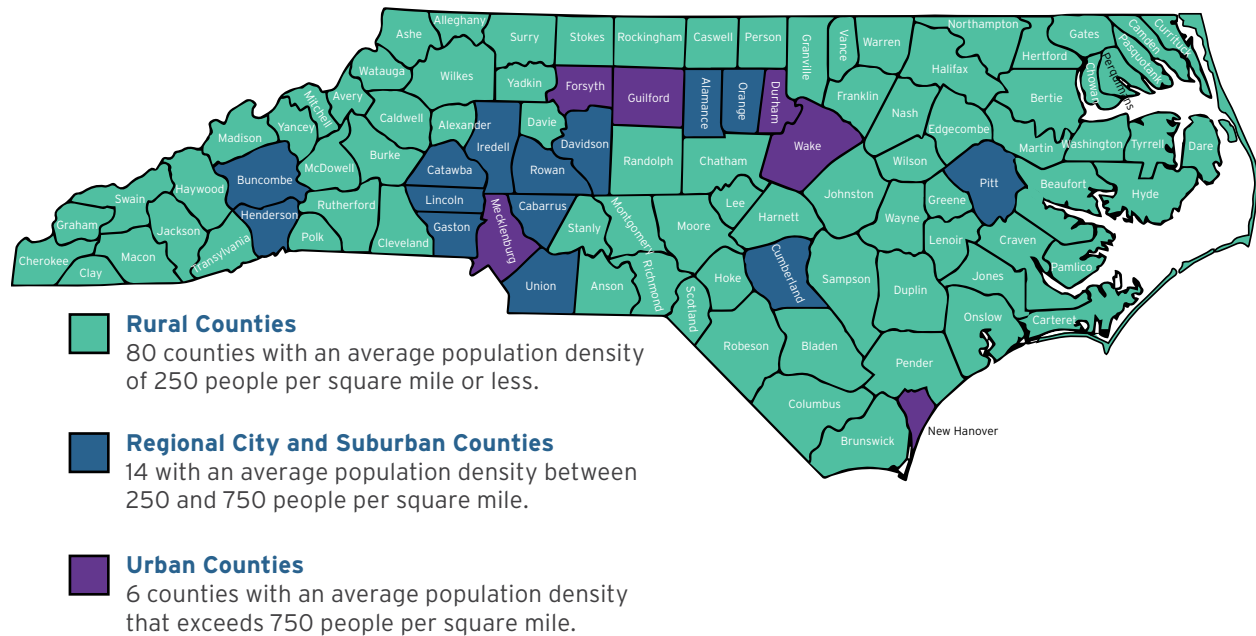 Alleghany
Ashe
Surry
Stokes
Rockingham
Caswell
Person
Granville
Vance
Warren
Northampton
Gates
Camden
Currituck
Pasquotank
Perquimans
Chowan
Hertford
Halifax
Bertie
Watauga
Wilkes
Yadkin
Forsyth
Guilford
Alamance
Orange
Durham
Franklin
Nash
Edgecombe
Martin
Washington
Tyrrell
Dare
Mitchell
Avery
Caldwell
Alexander
Iredell
Davie
Davidson
Randolph
Chatham
Wake
Wilson
Pitt
Beaufort
Hyde
Madison
Yancey
McDowell
Burke
Catawba
Rowan
Johnston
Greene
Buncombe
Haywood
Swain
Graham
Henderson
Rutherford
Lincoln
Cabarrus
Mecklenburg
Gaston
Stanly
Montgomery
Moore
Lee
Harnett
Wayne
Lenoir
Craven
Pamlico
Jones
Cherokee
Clay
Macon
Jackson
Transylvania
Polk
Cleveland
Union
Anson
Richmond
Scotland
Hoke
Cumberland
Sampson
Duplin
Onslow
Carteret
Robeson
Bladen
Pender
Columbus
Brunswick
New Hanover
Rural Counties
80 counties with an average population density
of 250 people per square mile or less.
Regional City and Suburban Counties
14 with an average population density between
250 and 750 people per square mile.
Urban Counties
6 counties with an average population density
that exceeds 750 people per square mile.